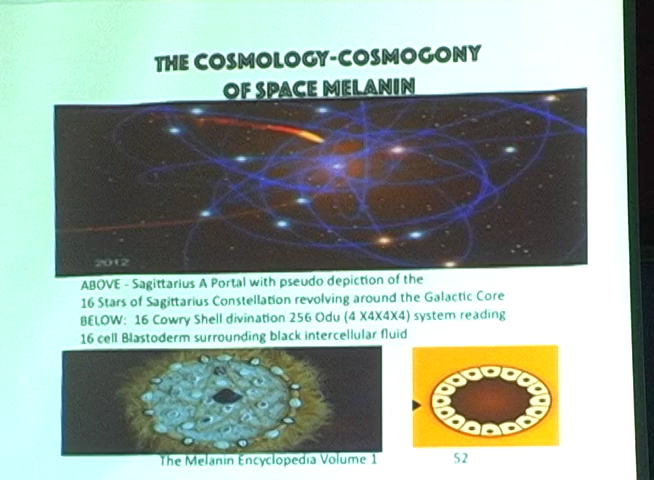 THE COSMOLOGY-COSMOGONY
OF SPACE MELANIN
2012
ABOVE - Sagittarius A Portal with pseudo depiction of the
16 Stars of Sagittarius Constellation revolving around the Galactic Core
BELOW: 16 Cowry Shell divination 256 Odu (4 X4X4X4) system reading
16 cell Blastoderm surrounding black intercellular fluid
The Melanin Encyclopedia Volume 1
52